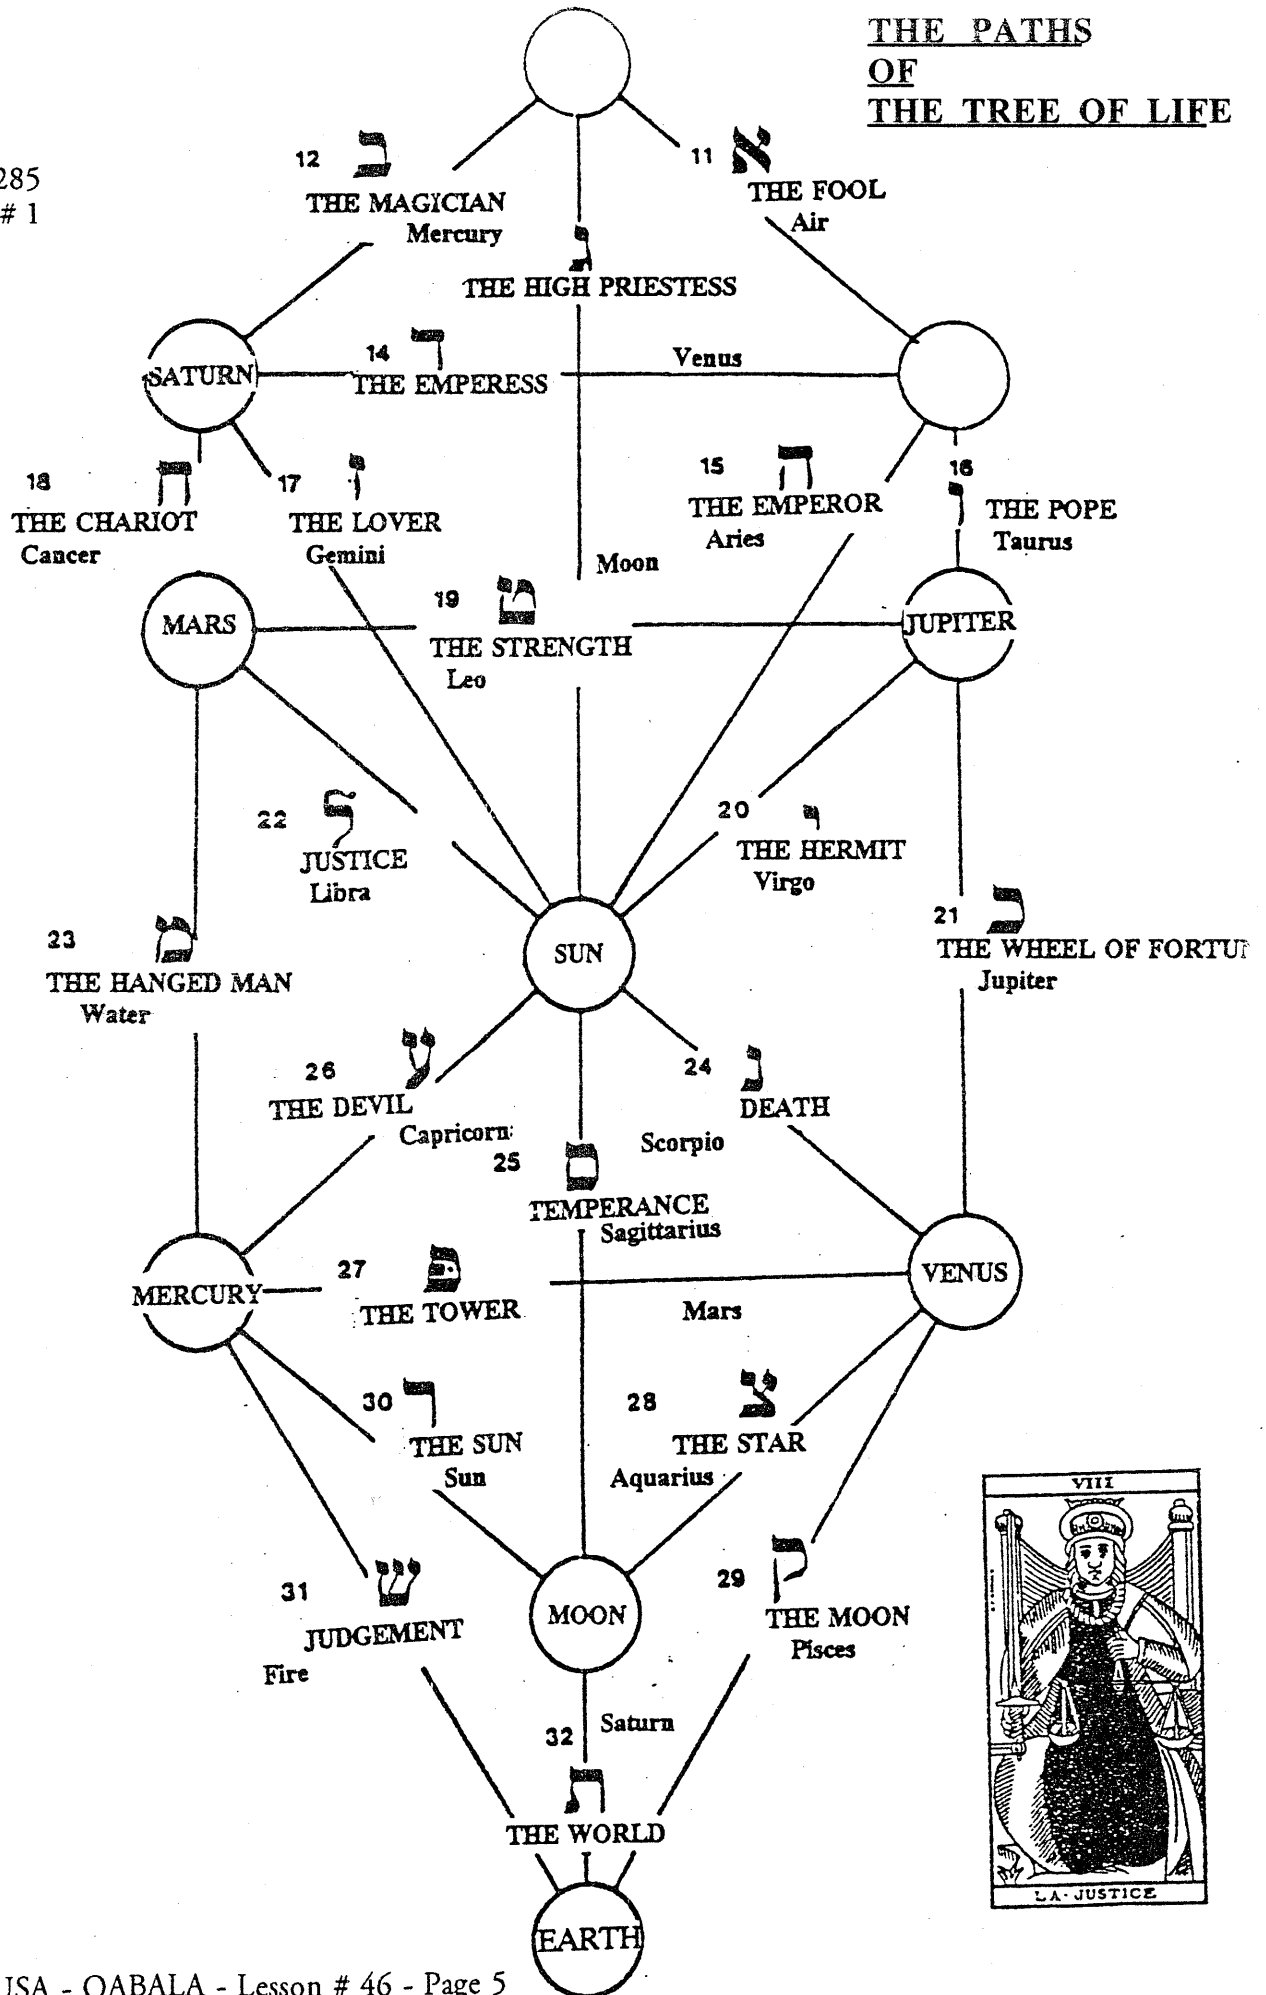 THE PATHS
OF
THE TREE OF LIFE
285
# 1
12 ב
THE MAGICIAN
Mercury
11 א
THE FOOL
Air
ג
THE HIGH PRIESTESS
SATURN
14 ד
THE EMPERESS
Venus
18 ח
THE CHARIOT
Cancer
17 ו
THE LOVER
Gemini
15 ח
THE EMPEROR
Aries
16
ו
THE POPE
Taurus
Moon
MARS
19 ט
THE STRENGTH
Leo
JUPITER
22 ל
JUSTICE
Libra
20 י
THE HERMIT
Virgo
23 מ
THE HANGED MAN
Water
SUN
21 כ
THE WHEEL OF FORTU
Jupiter
26 ע
THE DEVIL
Capricorn
24 נ
DEATH
Scorpio
25 ס
TEMPERANCE
Sagittarius
MERCURY
27 פּ
THE TOWER
Mars
VENUS
30 ר
THE SUN
Sun
28 צ
THE STAR
Aquarius
31 ש
JUDGEMENT
Fire
MOON
29 ק
THE MOON
Pisces
32 Saturn
ת
THE WORLD
EARTH
VIII
LA·JUSTICE
USA - QABALA - Lesson # 46 - Page 5